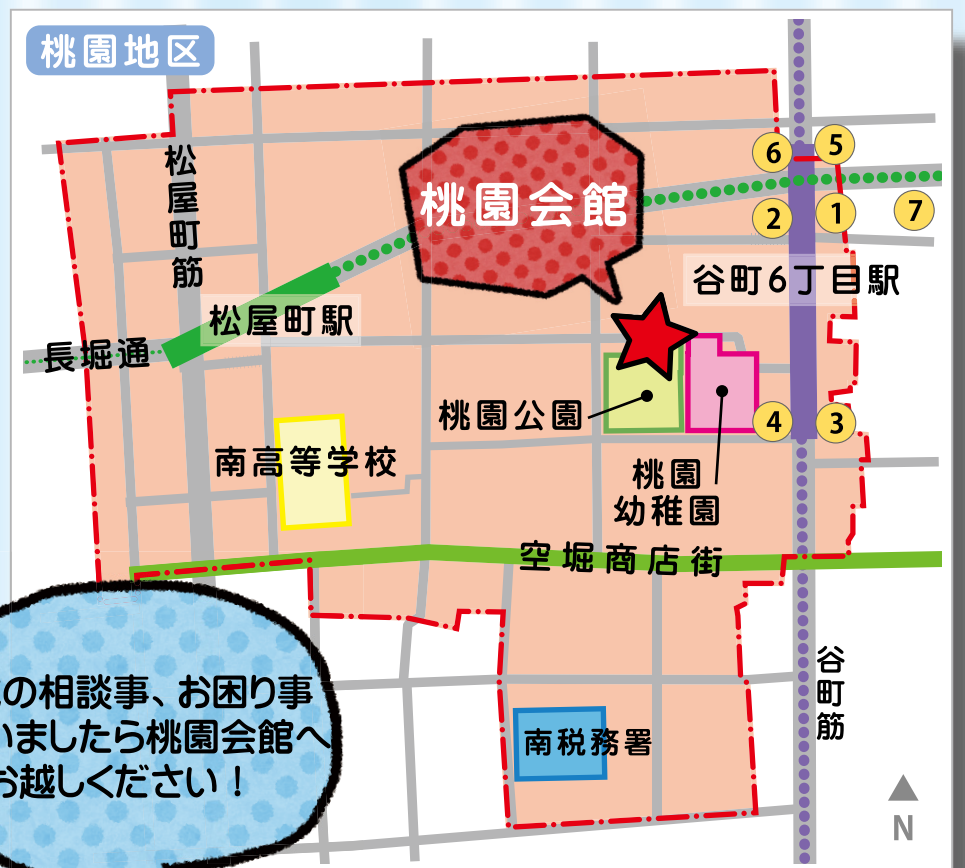 桃園地区
松屋町筋
桃園会館
6
5
2
1
7
谷町6丁目駅
松屋町駅
長堀通
桃園公園
4
3
南高等学校
桃園
幼稚園
空堀商店街
の相談事、お困り事
いましたら桃園会館へ
お越しください！
谷町筋
南税務署
N